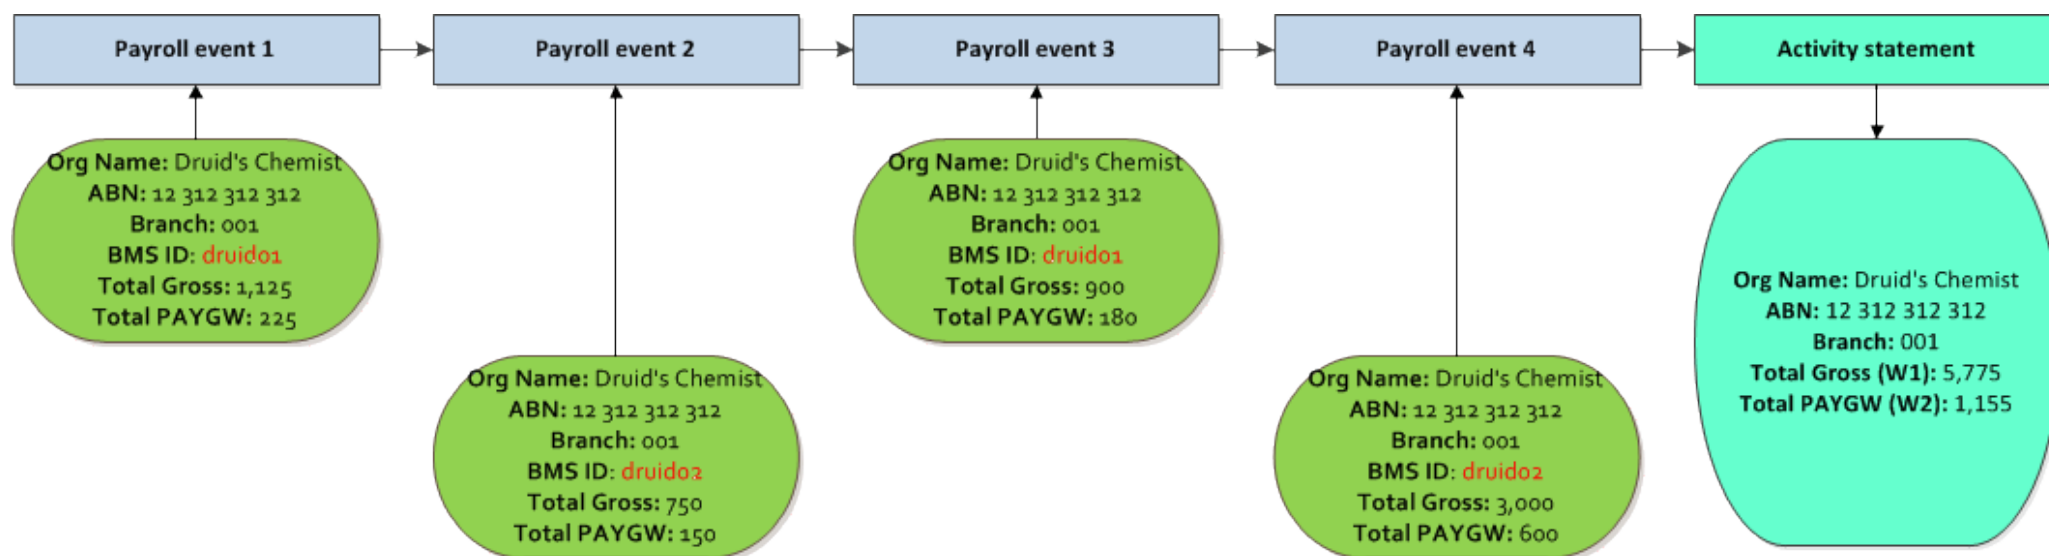 Payroll event 1
Payroll event 2
Payroll event 3
Payroll event 4
Activity statement
Org Name: Druid's Chemist
ABN: 12 312 312 312
Branch: 001
BMS ID: druid01
Total Gross: 1,125
Total PAYGW: 225
Org Name: Druid's Chemist
ABN: 12 312 312 312
Branch: 001
BMS ID: druid02
Total Gross: 750
Total PAYGW: 150
Org Name: Druid's Chemist
ABN: 12 312 312 312
Branch: 001
BMS ID: druid01
Total Gross: 900
Total PAYGW: 180
Org Name: Druid's Chemist
ABN: 12 312 312 312
Branch: 001
BMS ID: druid02
Total Gross: 3,000
Total PAYGW: 600
Org Name: Druid's Chemist
ABN: 12 312 312 312
Branch: 001
Total Gross (W1): 5,775
Total PAYGW (W2): 1,155